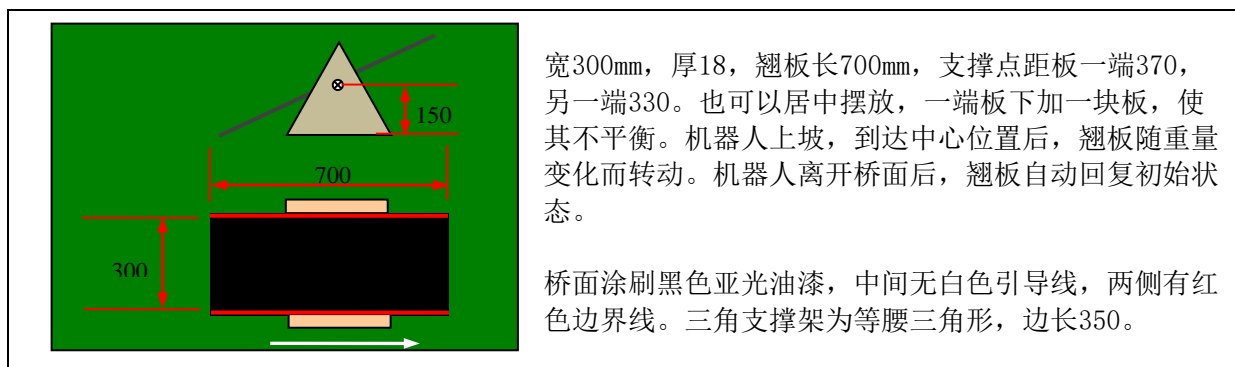 150
700
300
宽300mm，厚18，翘板长700mm，支撑点距板一端370，
另一端330。也可以居中摆放，一端板下加一块板，使
其不平衡。机器人上坡，到达中心位置后，翘板随重量
变化而转动。机器人离开桥面后，翘板自动回复初始状
态。
桥面涂刷黑色亚光油漆，中间无白色引导线，两侧有红
色边界线。三角支撑架为等腰三角形，边长350。